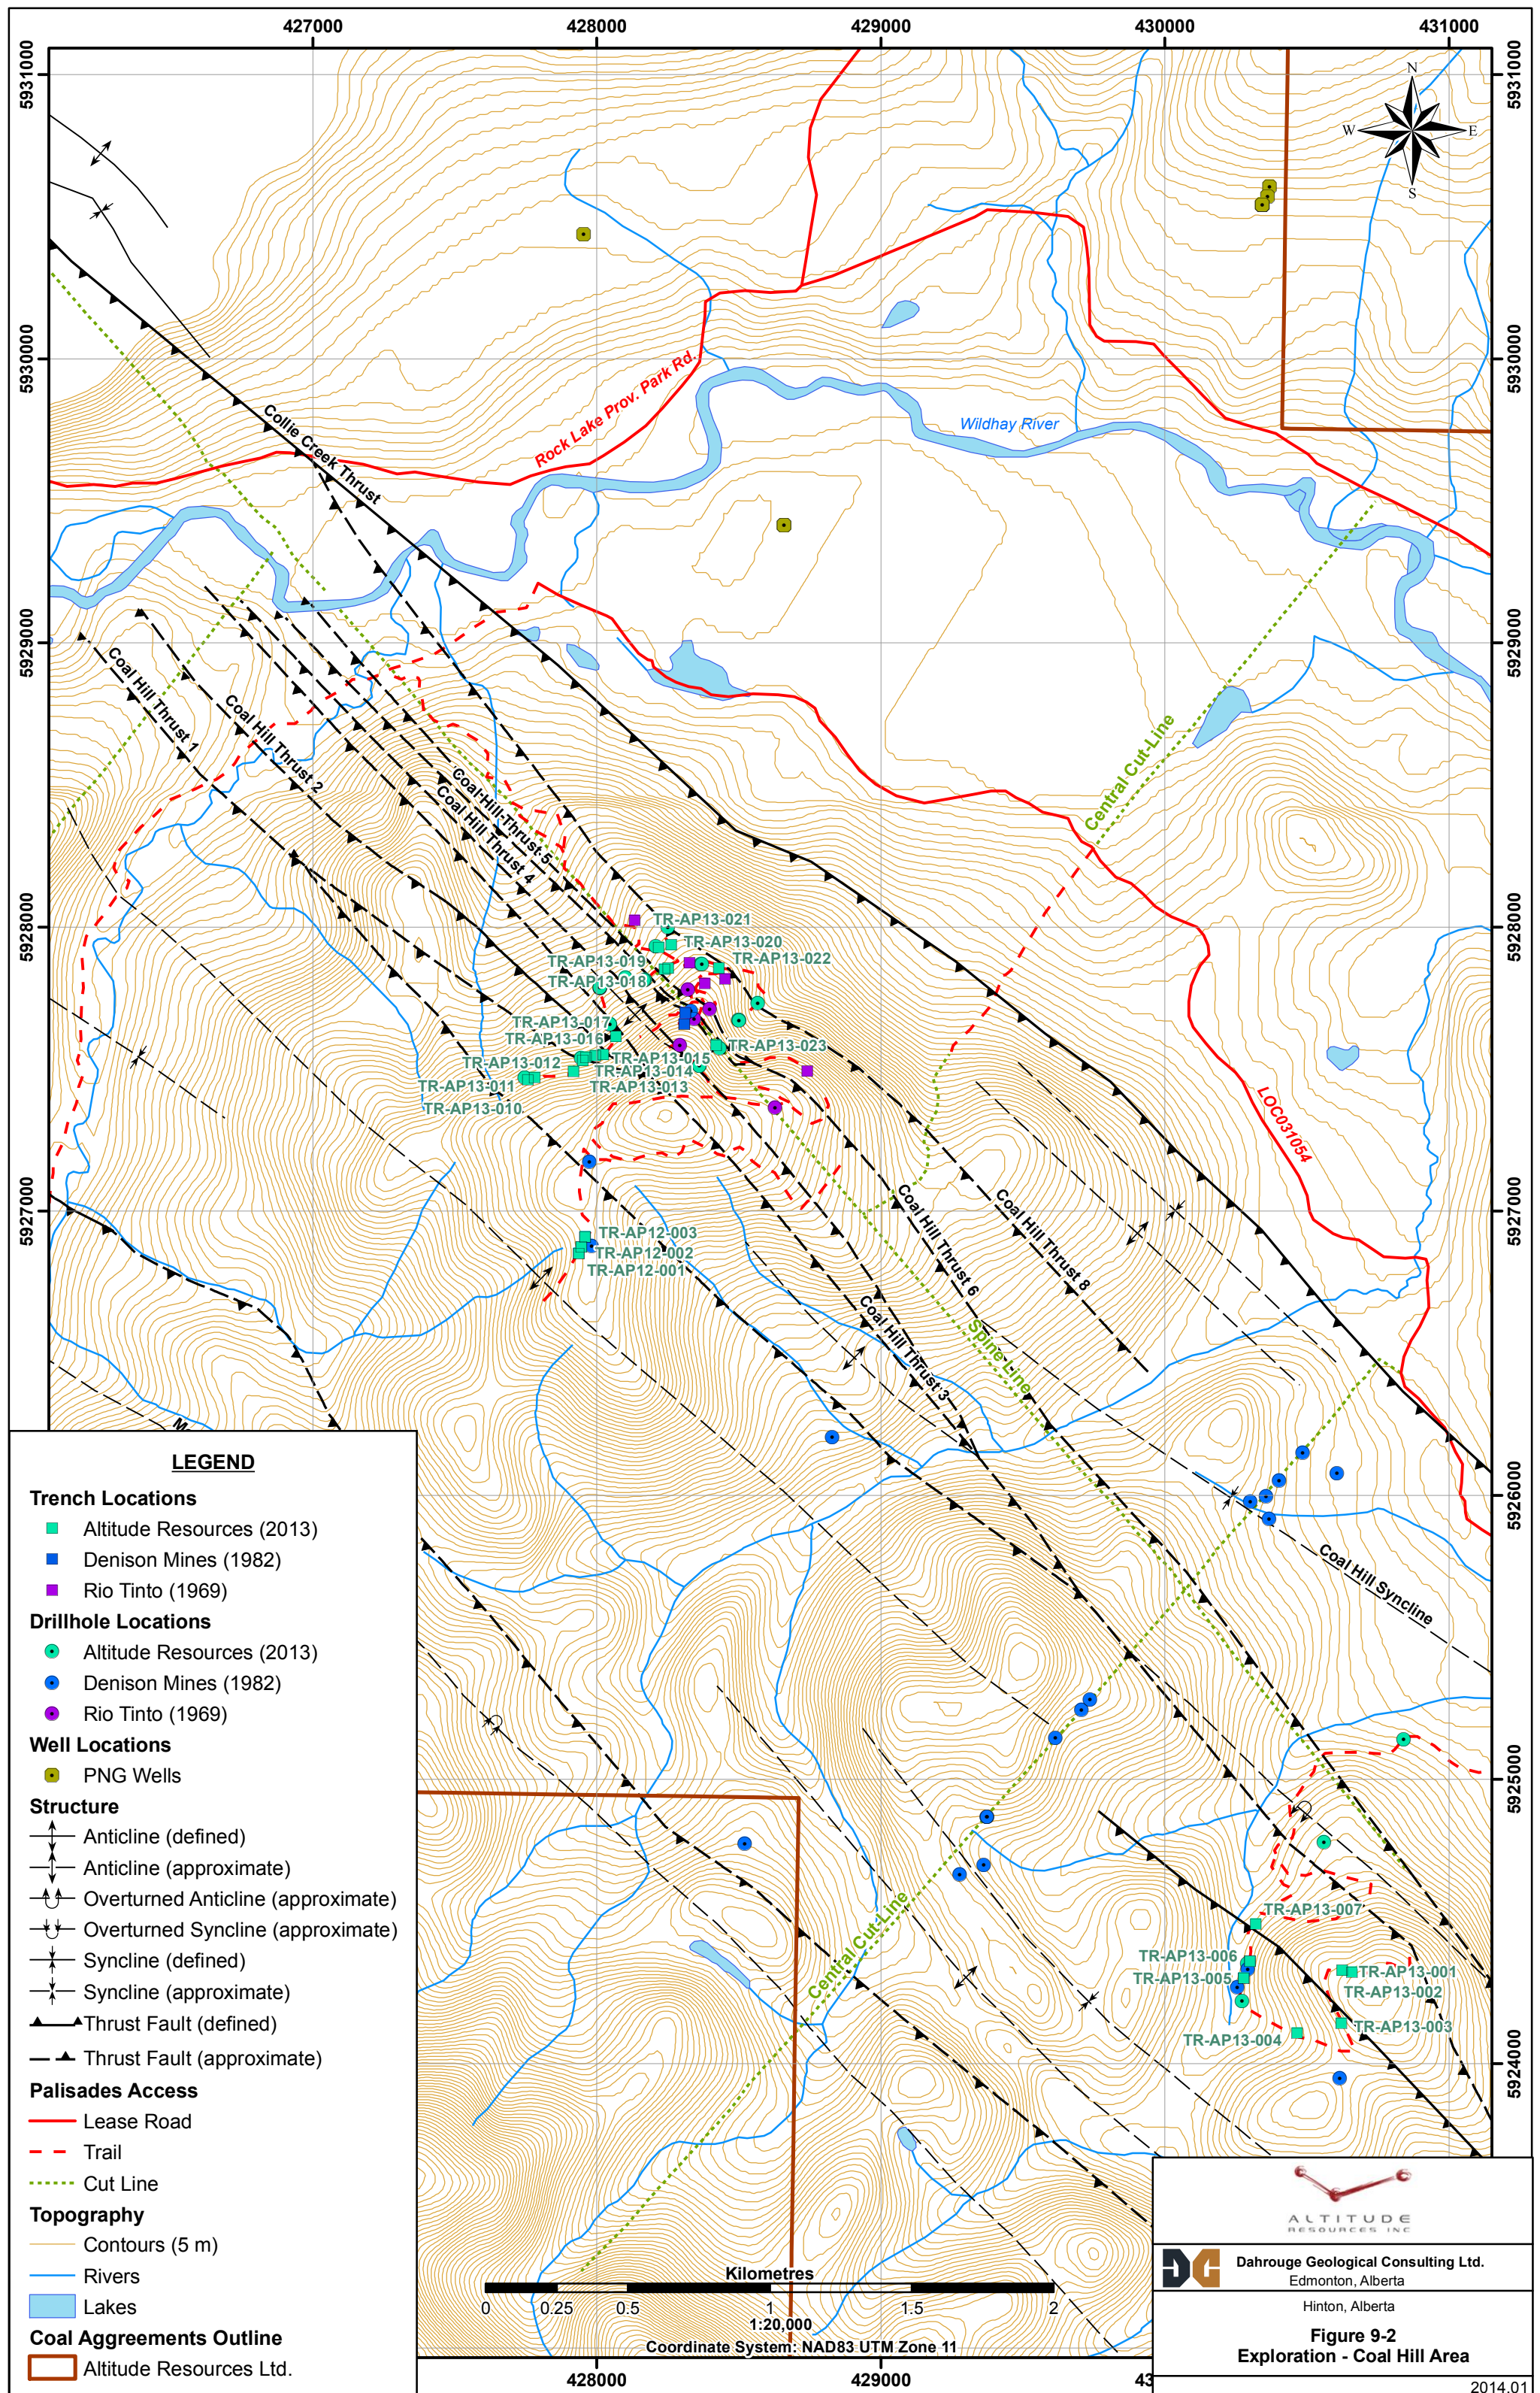 427000
428000
429000
430000
431000
5931000
5931000
N
W
E
S
5930000
5930000
Rock Lake Prov. Park Rd.
Collie Creek Thrust
Wildhay River
5929000
5929000
Coal Hill Thrust 1
Coal Hill Thrust 2
Central Cut-Line
Coal Hill Thrust 5
Coal Hill Thrust 4
5928000
5928000
TR-AP13-021
TR-AP13-020
TR-AP13-022
TR-AP13-019
TR-AP13-018
TR-AP13-017
TR-AP13-016
TR-AP13-023
TR-AP13-012
TR-AP13-015
TR-AP13-014
TR-AP13-011
TR-AP13-013
TR-AP13-010
LOC031054
5927000
5927000
Coal Hill Thrust 6
Coal Hill Thrust 8
TR-AP12-003
TR-AP12-002
TR-AP12-001
Coal Hill Thrust 3
Spine Line
5926000
Coal Hill Syncline
5925000
Central Cut-Line
TR-AP13-007
TR-AP13-006
TR-AP13-005
TR-AP13-001
TR-AP13-002
TR-AP13-003
TR-AP13-004
5924000
LEGEND
Trench Locations
Altitude Resources (2013)
Denison Mines (1982)
Rio Tinto (1969)
Drillhole Locations
Altitude Resources (2013)
Denison Mines (1982)
Rio Tinto (1969)
Well Locations
PNG Wells
Structure
Anticline (defined)
Anticline (approximate)
Overturned Anticline (approximate)
Overturned Syncline (approximate)
Syncline (defined)
Syncline (approximate)
Thrust Fault (defined)
Thrust Fault (approximate)
Palisades Access
Lease Road
Trail
Cut Line
Topography
Contours (5 m)
Rivers
Lakes
Coal Aggreements Outline
Altitude Resources Ltd.
Kilometres
0 0.25 0.5 1 1.5 2
1:20,000
Coordinate System: NAD83 UTM Zone 11
428000
429000
43
ALTITUDE
RESOURCES INC
Dahrouge Geological Consulting Ltd.
Edmonton, Alberta
Hinton, Alberta
Figure 9-2
Exploration - Coal Hill Area
2014.01